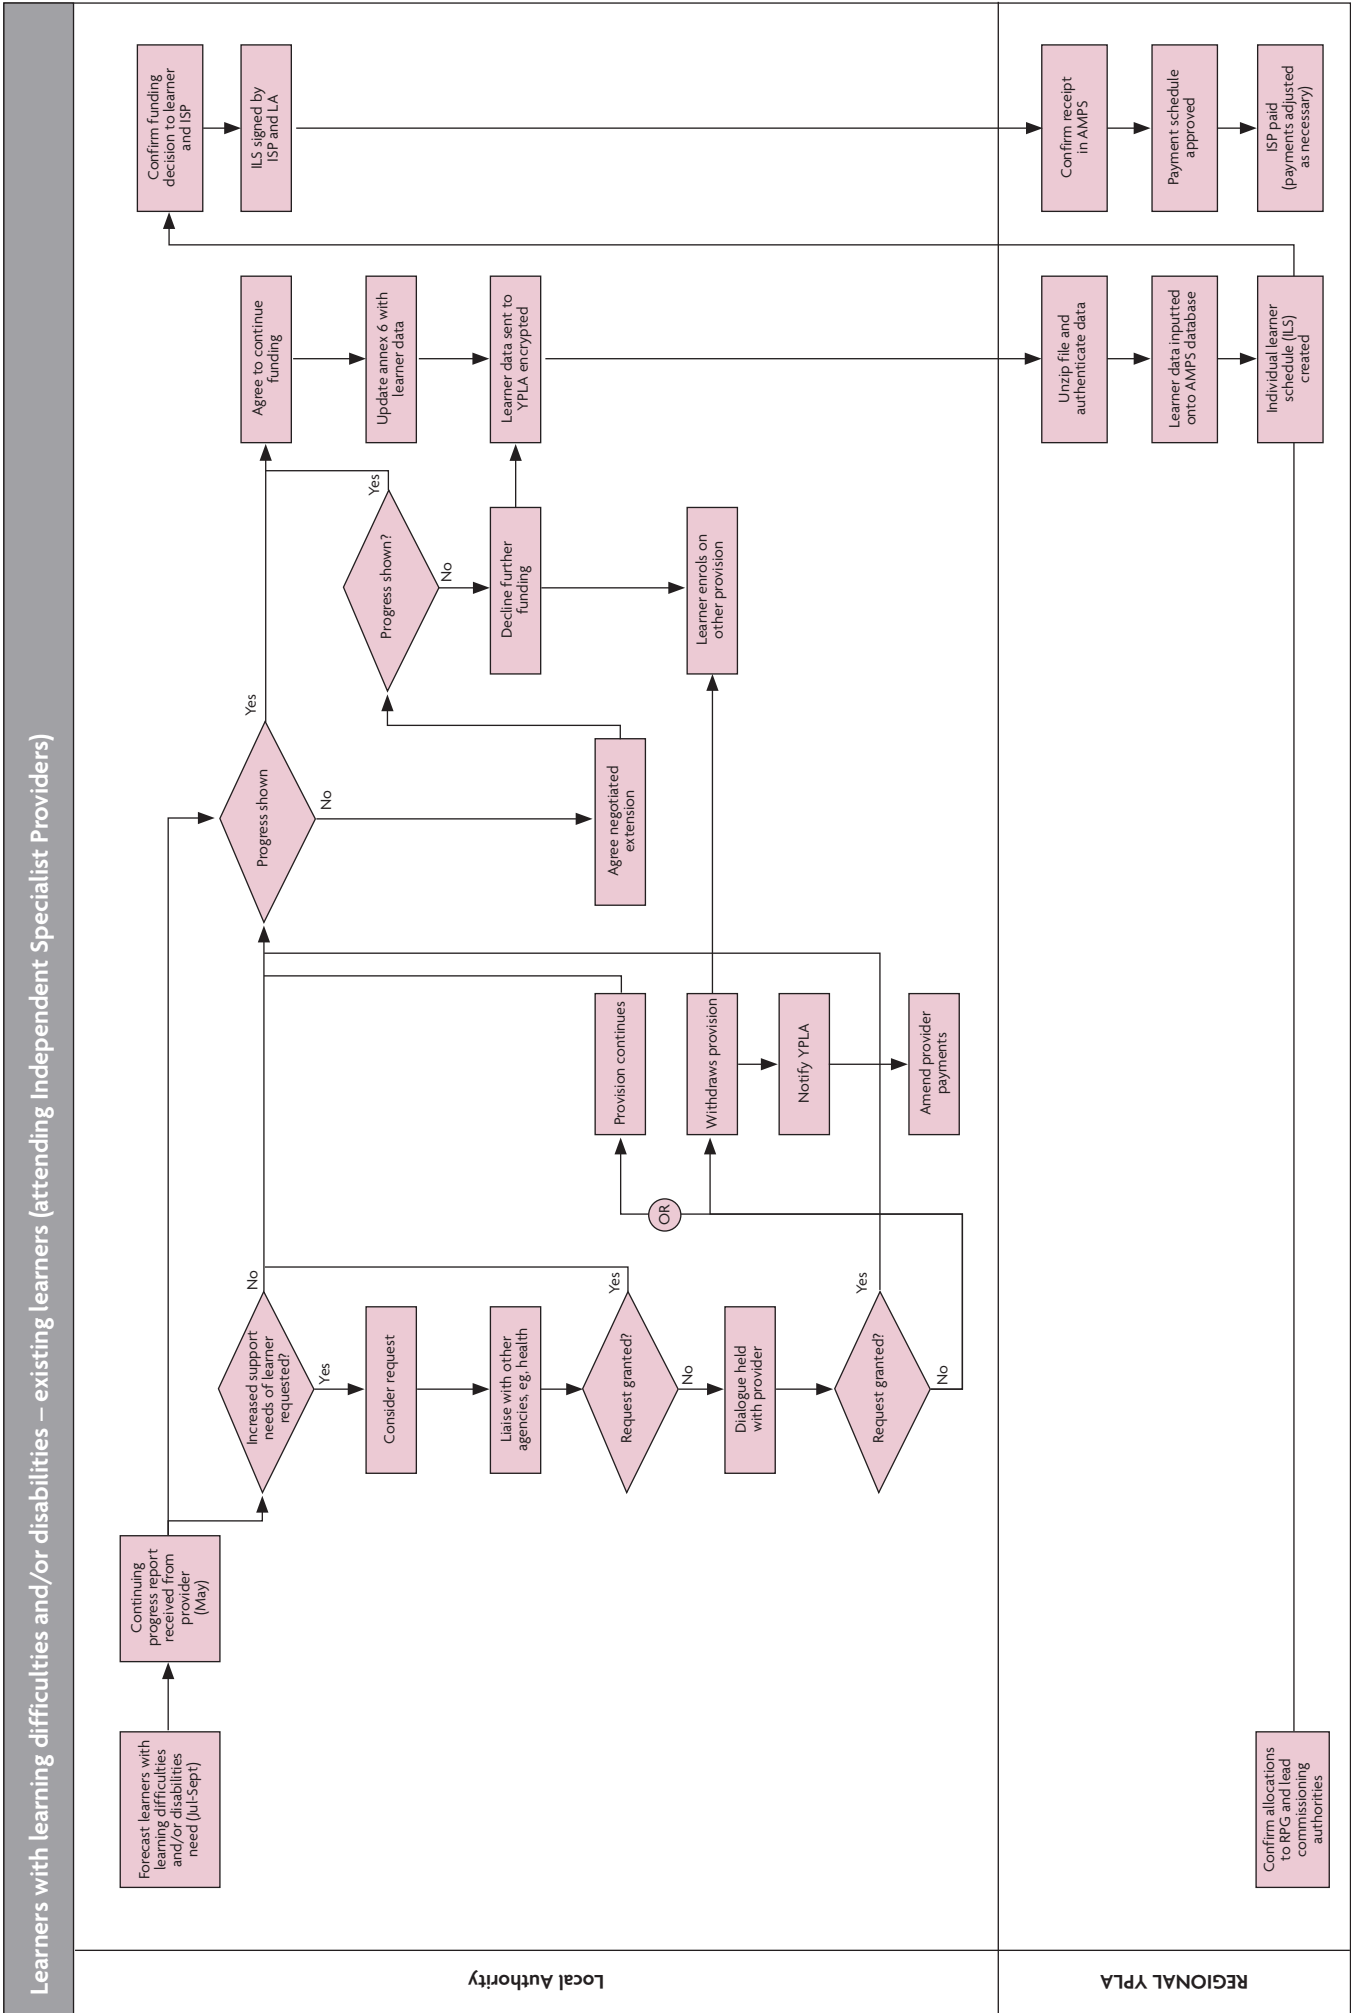 Learners with learning difficulties and/or disabilities – existing learners (attending Independent Specialist Providers)
Local Authority
Forecast learners with
learning difficulties
and/or disabilities
need (Jul-Sept)
Continuing
progress report
received from
provider
(May)
Increased support
needs of learner
requested?
No
Yes
Consider request
Liaise with other
agencies, eg, health
Request granted?
Yes
No
Dialogue held
with provider
Request granted?
Yes
No
OR
Provision continues
Withdraws provision
Notify YPLA
Amend provider
payments
Progress shown
Yes
No
Agree negotiated
extension
Progress shown?
Yes
No
Decline further
funding
Learner enrols on
other provision
Agree to continue
funding
Update annex 6 with
learner data
Learner data sent to
YPLA encrypted
Confirm funding
decision to learner
and ISP
ILS signed by
ISP and LA
REGIONAL YPLA
Confirm allocations
to RPG and lead
commissioning
authorities
Unzip file and
authenticate data
Learner data inputted
onto AMPS database
Individual learner
schedule (ILS)
created
Confirm receipt
in AMPS
Payment schedule
approved
ISP paid
(payments adjusted
as necessary)